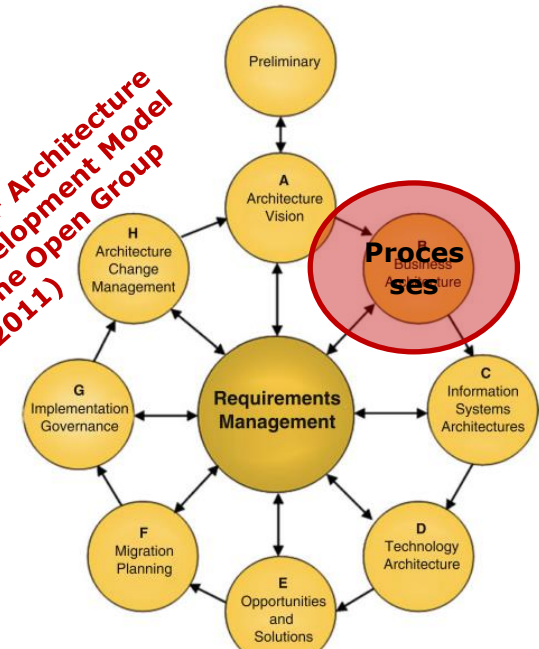 Architecture
elopment Model
he Open Group
2011)
Preliminary
A
Architecture
Vision
B
Business
Architecture
Proces
ses
H
Architecture
Change
Management
Requirements
Management
C
Information
Systems
Architectures
G
Implementation
Governance
D
Technology
Architecture
F
Migration
Planning
E
Opportunities
and
Solutions